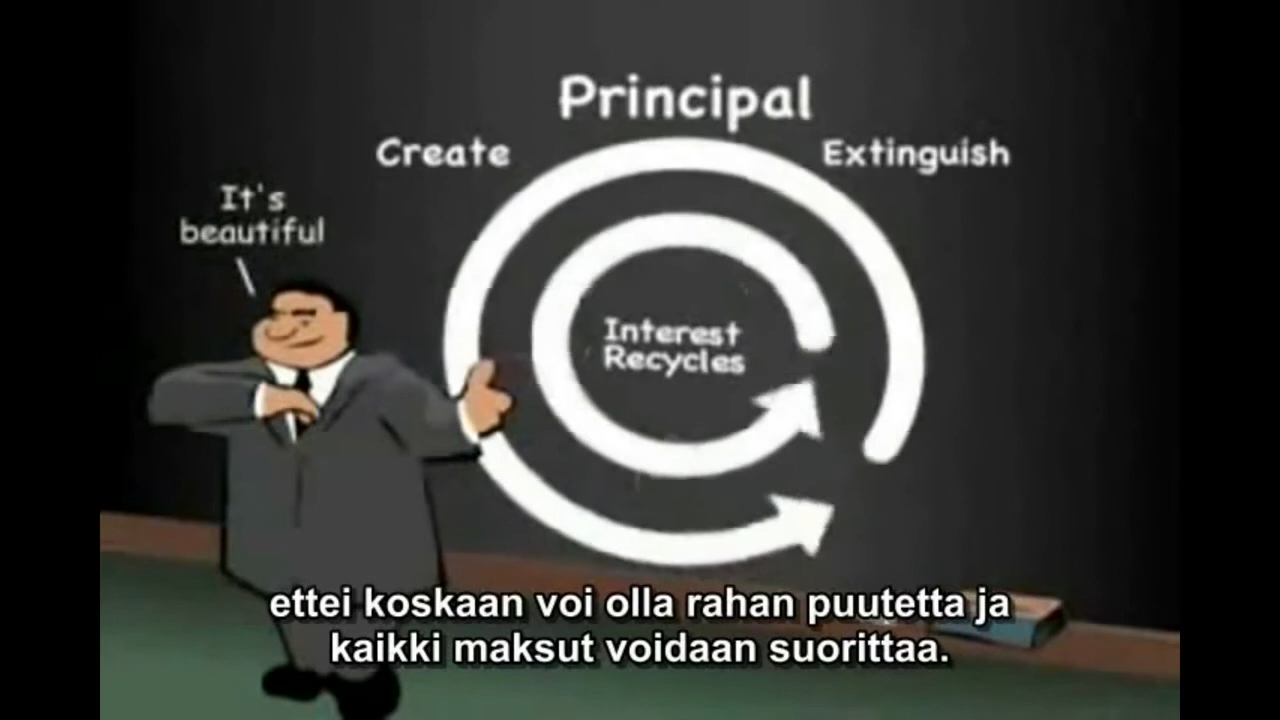 Principal
Create
Extinguish
It's
beautiful
Interest
Recycles
ettei koskaan voi olla rahan puutetta ja
kaikki maksut voidaan suorittaa.